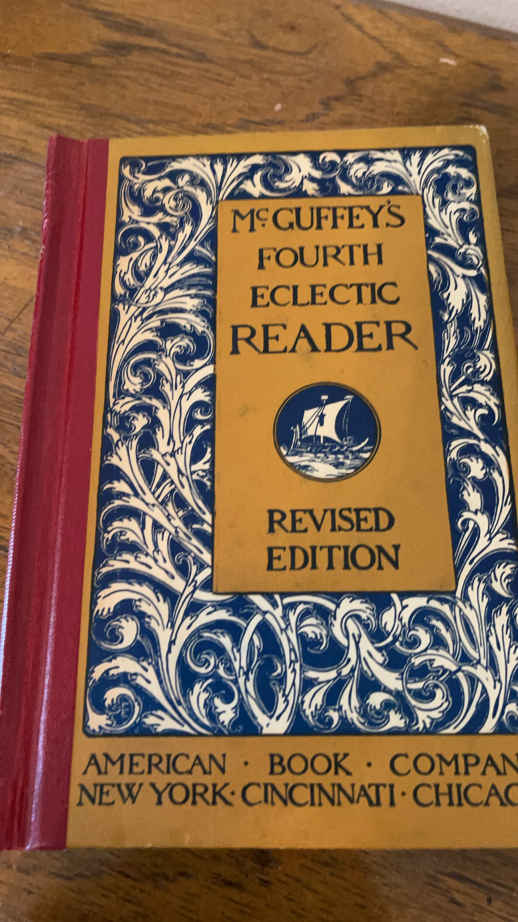 McGUFFEY'S
FOURTH
ECLECTIC
READER
REVISED
EDITION
AMERICAN · BOOK · COMPAN
NEW YORK · CINCINNATI · CHICAG